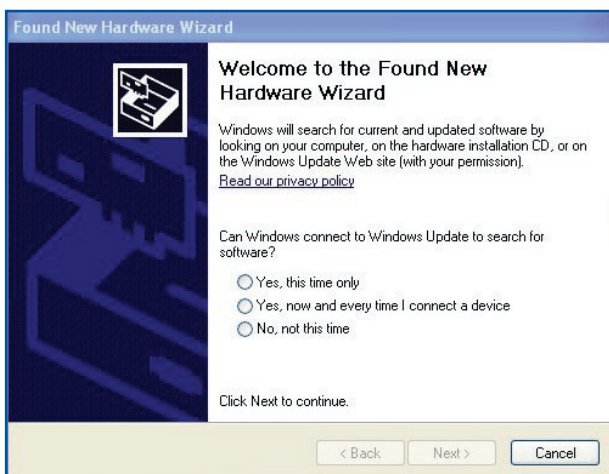 Found New Hardware Wizard
Welcome to the Found New
Hardware Wizard
Windows will search for current and updated software by
looking on your computer, on the hardware installation CD, or on
the Windows Update Web site (with your permission).
Read our privacy policy
Can Windows connect to Windows Update to search for
software?
Yes, this time only
Yes, now and every time I connect a device
No, not this time
Click Next to continue.
< Back Next > Cancel